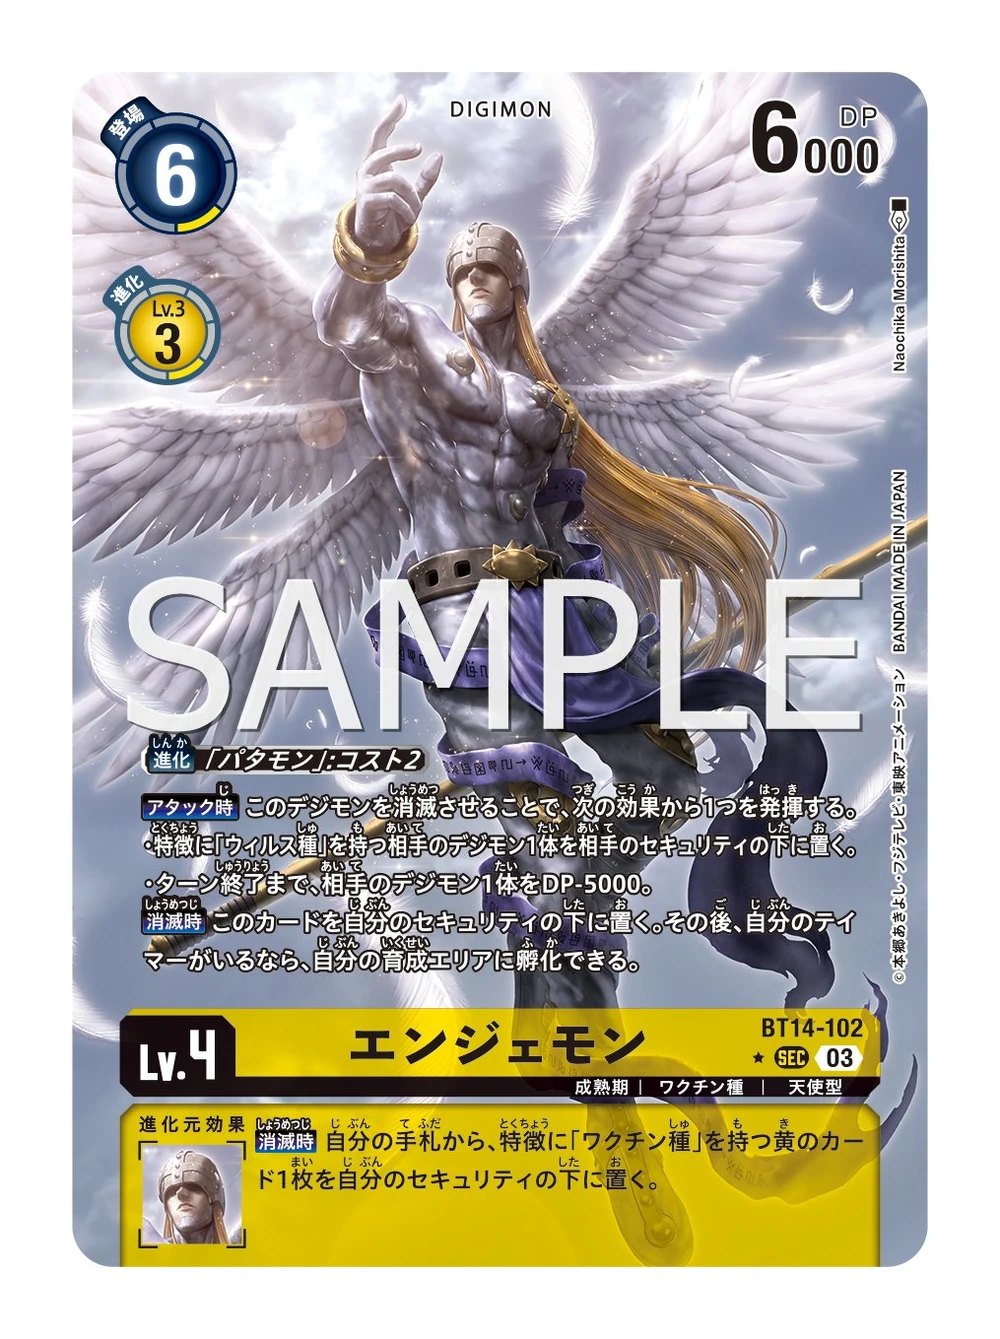 DIGIMON
登場
6
DP
6000
進化
Lv.3
3
Naochika Morishita
©本郷あきよし・フジテレビ・東映アニメーション BANDAI MADE IN JAPAN
SAMPLE
進化 「パタモン」:コスト2
アタック時 このデジモンを消滅させることで、次の効果から1つを発揮する。
・特徴に「ウィルス種」を持つ相手のデジモン1体を相手のセキュリティの下に置く。
・ターン終了まで、相手のデジモン1体をDP-5000。
消滅時 このカードを自分のセキュリティの下に置く。その後、自分のテイ
マーがいるなら、自分の育成エリアに孵化できる。
BT14-102
Lv.4
エンジェモン
SEC 03
成熟期 | ワクチン種 | 天使型
進化元効果
消滅時 自分の手札から、特徴に「ワクチン種」を持つ黄のカー
ド1枚を自分のセキュリティの下に置く。